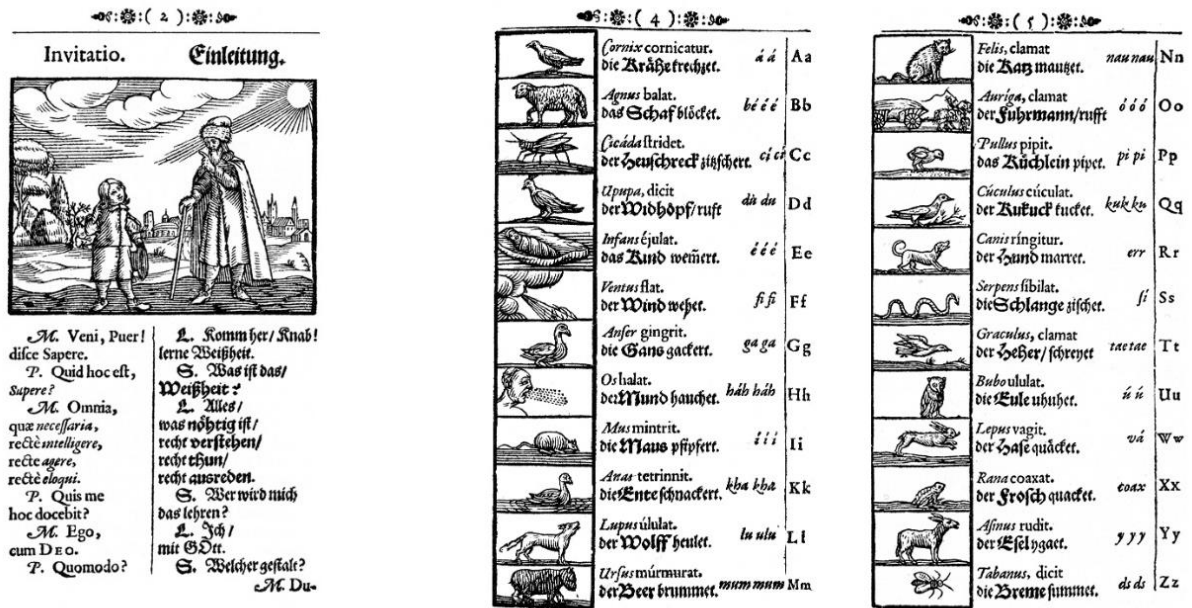 ( 2 )
Invitatio.
Einleitung.
M. Veni, Puer!
disce Sapere.
P. Quid hoc est,
Sapere?
M. Omnia,
quæ necessaria,
rectè intelligere,
recte agere,
rectè eloqui.
P. Quis me
hoc docebit?
M. Ego,
cum DEO.
P. Quomodo?
L. Komm her/ Knab!
lerne Weißheit.
S. Was ist das/
Weißheit?
L. Alles/
was nöhtig ist/
recht verstehen/
recht thun/
recht ausreden.
S. Wer wird mich
das lehren?
L. Ich/
mit GOtt.
S. Welcher gestalt?
M. Du-
( 4 )
Cornix cornicatur.
die Krähe krechzet. á á Aa
Agnus balat.
das Schaf blöcket. bé é é Bb
Cicáda stridet.
der Heuschreck zitzschert. ci ci Cc
Upupa, dicit
der Widhöpf/ ruft du du Dd
Infans éjulat.
das Kind wem̃ert. é é é Ee
Ventus flat.
der Wind wehet. fi fi Ff
Anser gingrit.
die Gans gackert. ga ga Gg
Os halat.
der Mund hauchet. háh háh Hh
Mus mintrit.
die Maus pfipfert. í í í Ii
Anas tetrinnit.
die Ente schnackert. kha kha Kk
Lupus úlulat.
der Wolff heulet. lu ulu Ll
Ursus múrmurat.
der Beer brummet. mum mum Mm
( 5 )
Felis, clamat
die Katz mautzet. nau nau Nn
Auríga, clamat
der Fuhrmann/ rufft ó ó ó Oo
Pullus pipit.
das Küchlein pipet. pi pi Pp
Cúculus cúculat.
der Kukuck kucket. kuk ku Qq
Canis ríngitur.
der Hund marret. err Rr
Serpens sibilat.
die Schlange zischet. si Ss
Graculus, clamat
der Heher/ schreyet tae tae Tt
Bubo ululat.
die Eule uhuhet. ú ú Uu
Lepus vagit.
der Hase quäcket. vá Ww
Rana coaxat.
der Frosch quacket. coax Xx
Asinus rudit.
der Esel ygaet. y y y Yy
Tabanus, dicit
die Breme summet. ds ds Zz